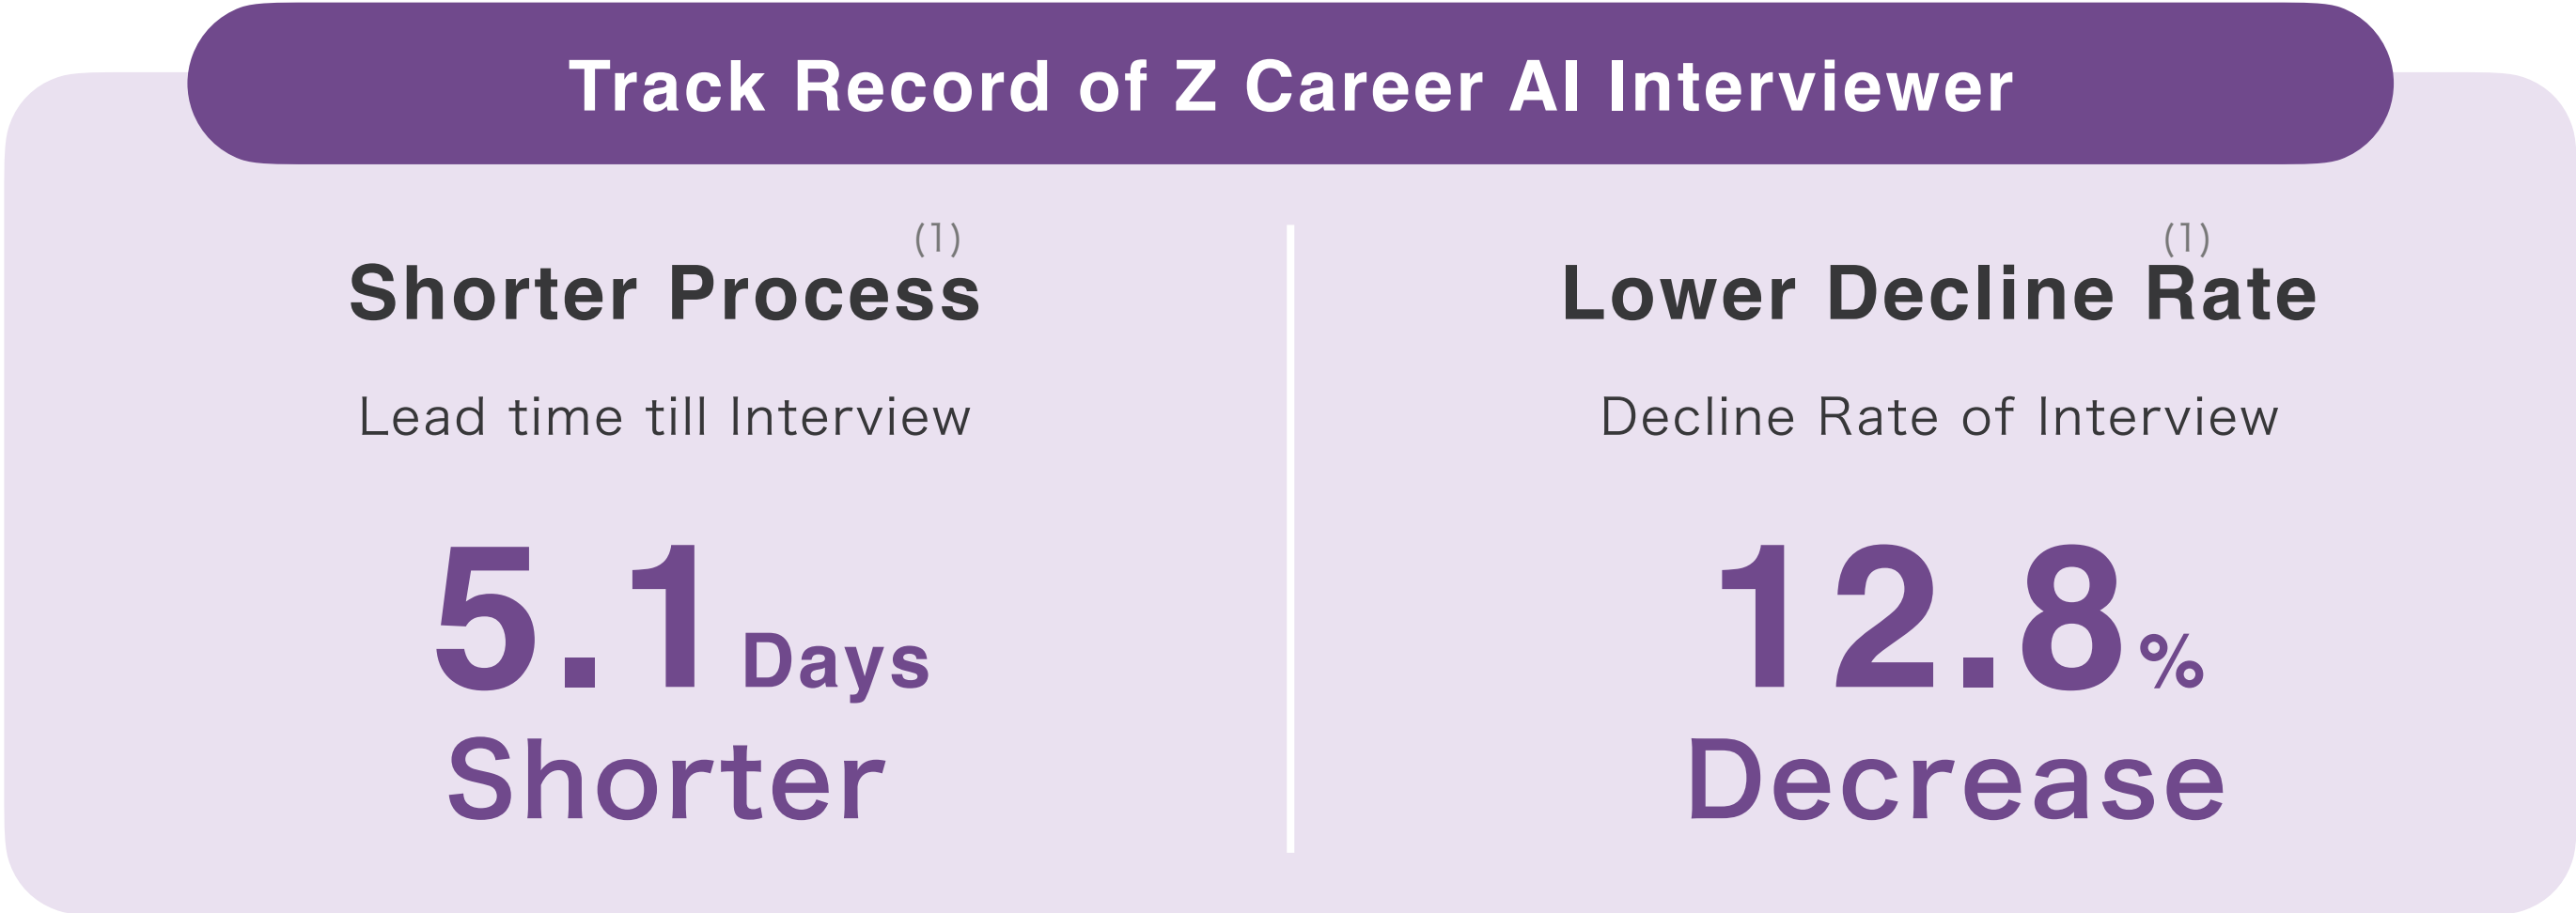 Track Record of Z Career AI Interviewer
(1)
Shorter Process
Lead time till Interview
5.1 Days
Shorter
(1)
Lower Decline Rate
Decline Rate of Interview
12.8%
Decrease